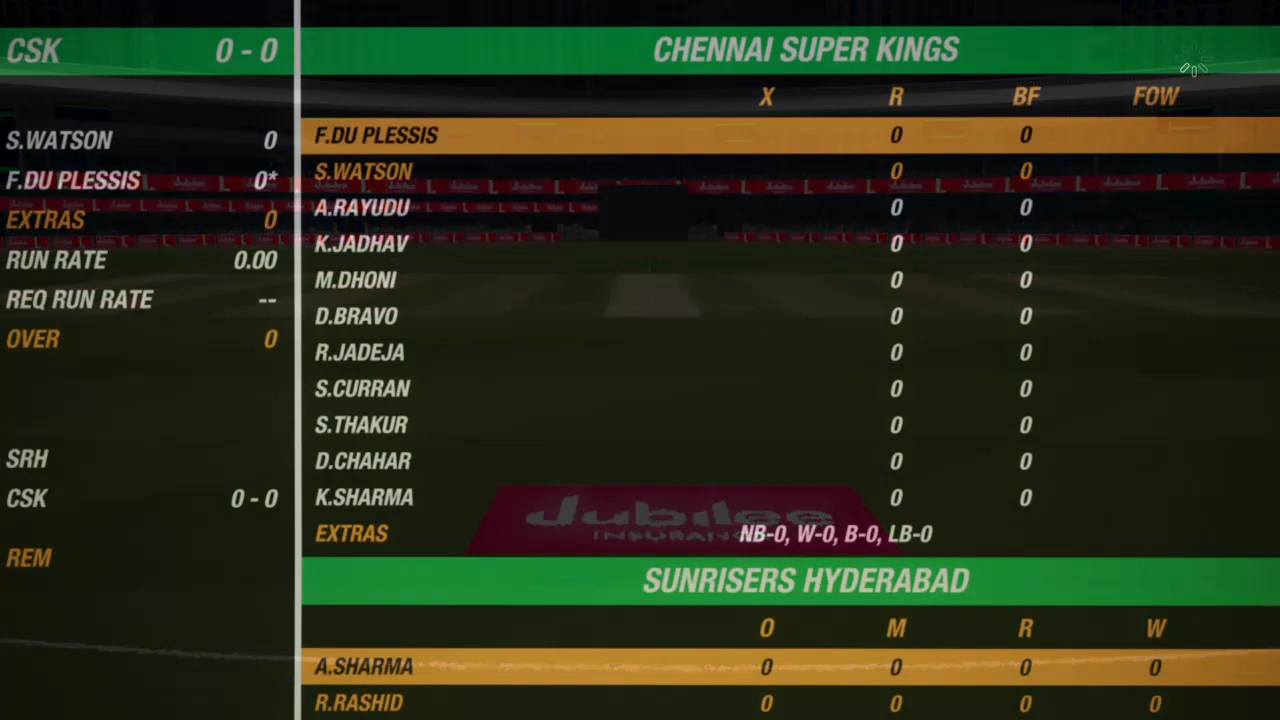 CSK 0 - 0
S.WATSON 0
F.DU PLESSIS 0*
EXTRAS 0
RUN RATE 0.00
REQ RUN RATE --
OVER 0
SRH
CSK 0 - 0
REM
CHENNAI SUPER KINGS
X R BF FOW
F.DU PLESSIS 0 0
S.WATSON 0 0
A.RAYUDU 0 0
K.JADHAV 0 0
M.DHONI 0 0
D.BRAVO 0 0
R.JADEJA 0 0
S.CURRAN 0 0
S.THAKUR 0 0
D.CHAHAR 0 0
K.SHARMA 0 0
EXTRAS NB-0, W-0, B-0, LB-0
Jubilee
INSURANC
SUNRISERS HYDERABAD
O M R W
A.SHARMA 0 0 0 0
R.RASHID 0 0 0 0